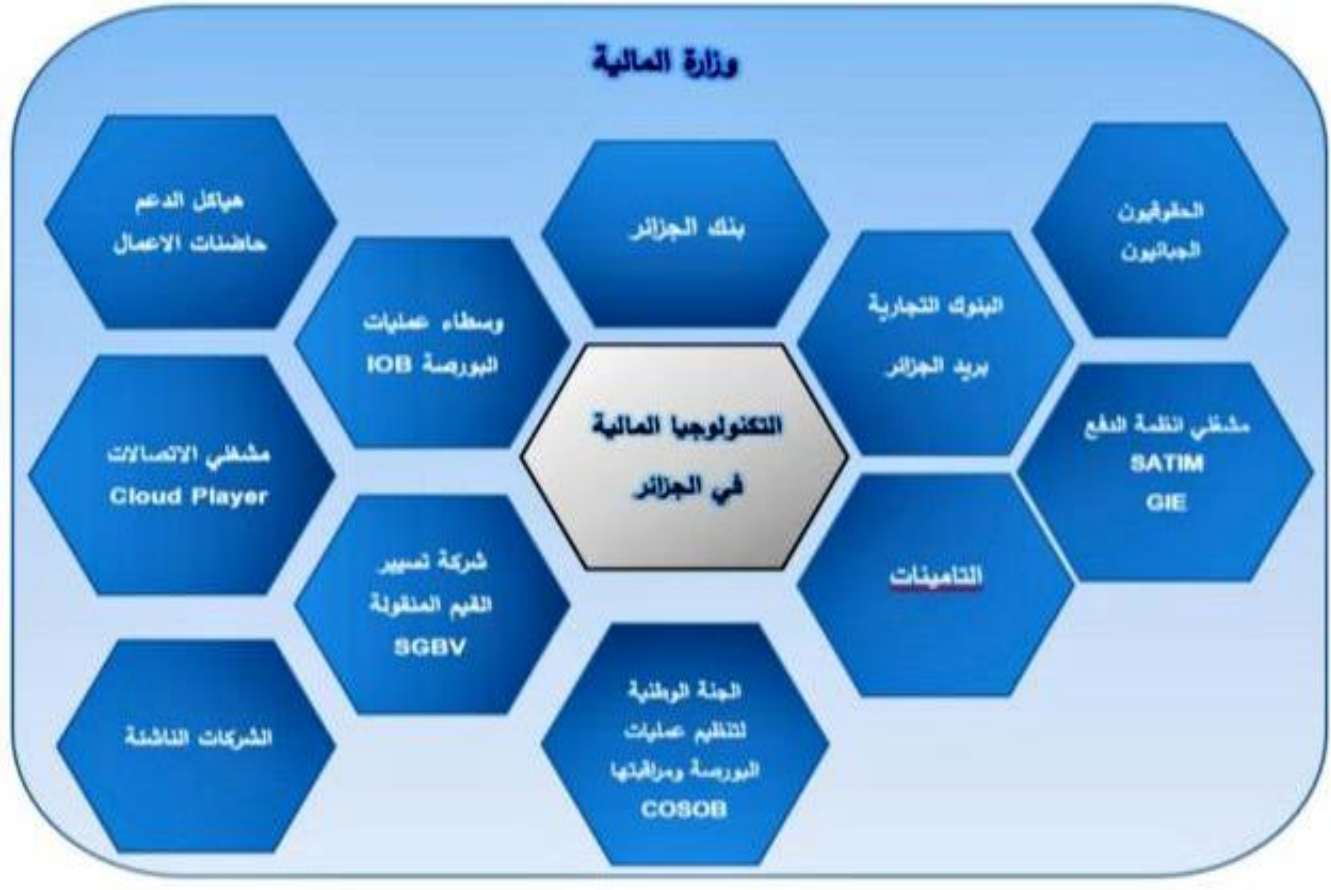 وزارة المالية
الحقوقيون
الجبائيون
بنك الجزائر
هياكل الدعم
حاضنات الاعمال
البنوك التجارية
بريد الجزائر
وسطاء عمليات
البورصة IOB
مشغلي انظمة الدفع
SATIM
GIE
التكنولوجيا المالية
في الجزائر
مشغلي الاتصالات
Cloud Player
التامينات
شركة تسيير
القيم المنقولة
SGBV
الجنة الوطنية
لتنظيم عمليات
البورصة ومراقبتها
COSOB
الشركات الناشئة